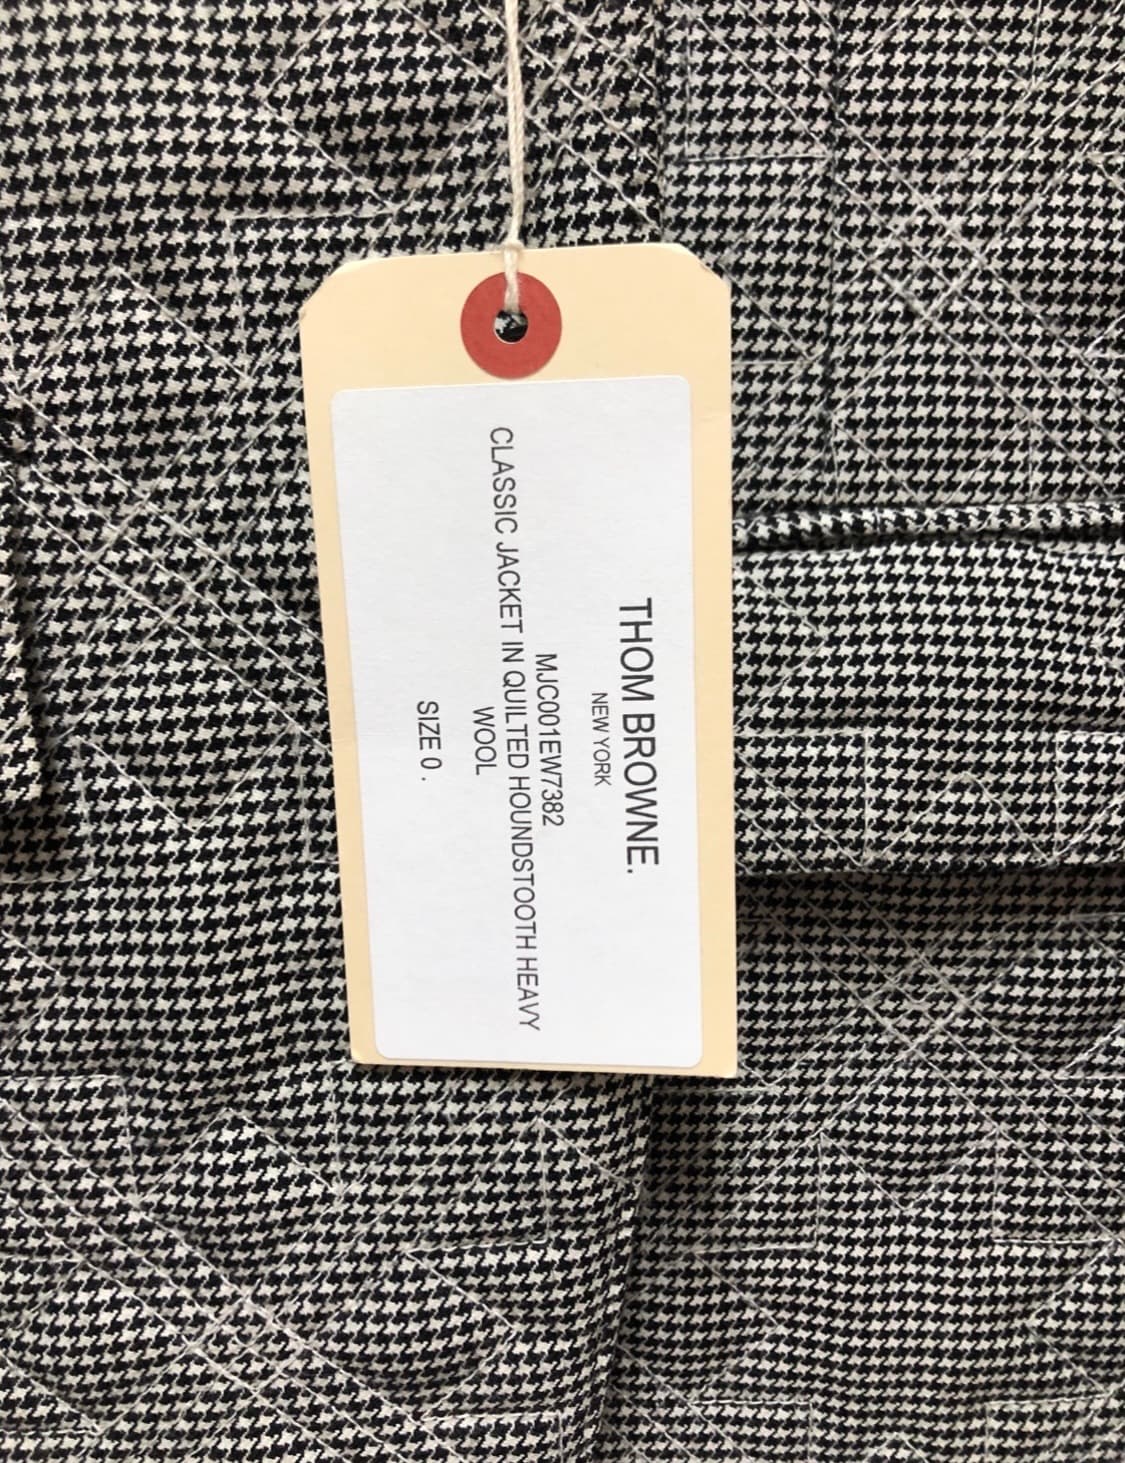 THOM BROWNE.
NEW YORK
MJC001EW7382
CLASSIC JACKET IN QUILTED HOUNDSTOOTH HEAVY
WOOL
SIZE 0 .